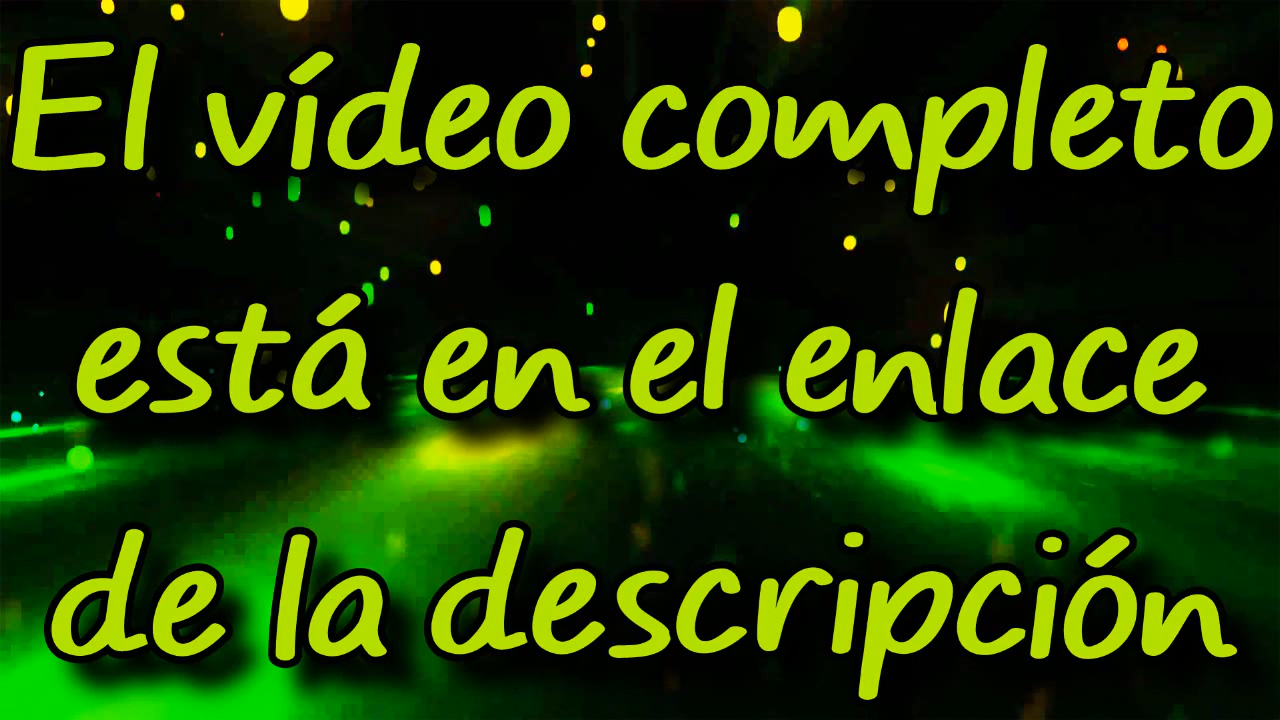 El vídeo completo
está en el enlace
de la descripción